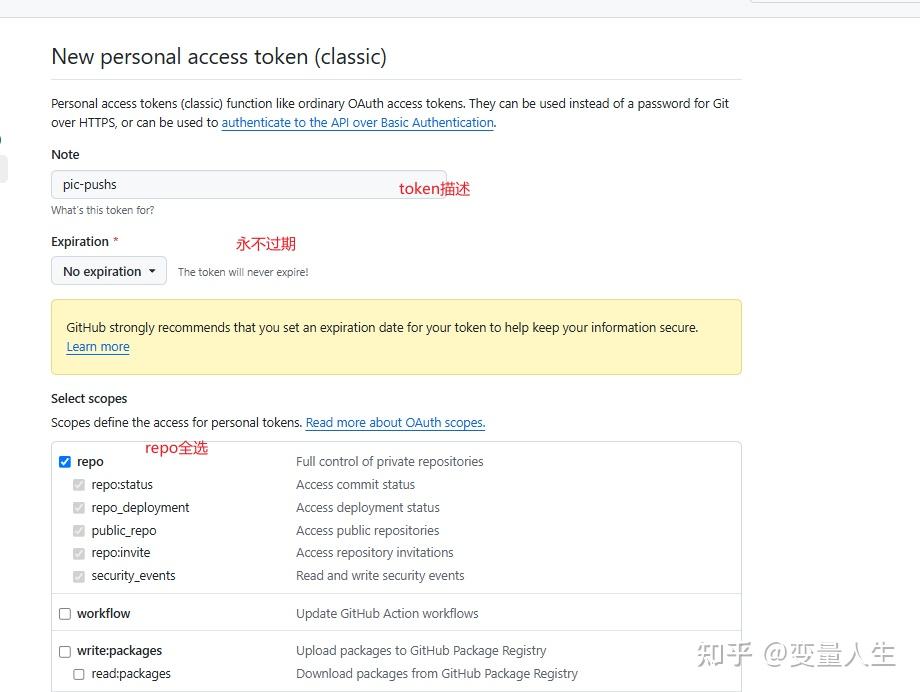 New personal access token (classic)
Personal access tokens (classic) function like ordinary OAuth access tokens. They can be used instead of a password for Git
over HTTPS, or can be used to authenticate to the API over Basic Authentication.
Note
pic-pushs
token描述
What's this token for?
Expiration *
永不过期
No expiration
The token will never expire!
GitHub strongly recommends that you set an expiration date for your token to help keep your information secure.
Learn more
Select scopes
Scopes define the access for personal tokens. Read more about OAuth scopes.
repo全选
repo Full control of private repositories
repo:status Access commit status
repo_deployment Access deployment status
public_repo Access public repositories
repo:invite Access repository invitations
security_events Read and write security events
workflow Update GitHub Action workflows
write:packages Upload packages to GitHub Package Registry
read:packages Download packages from GitHub Package Registry
知乎 @变量人生